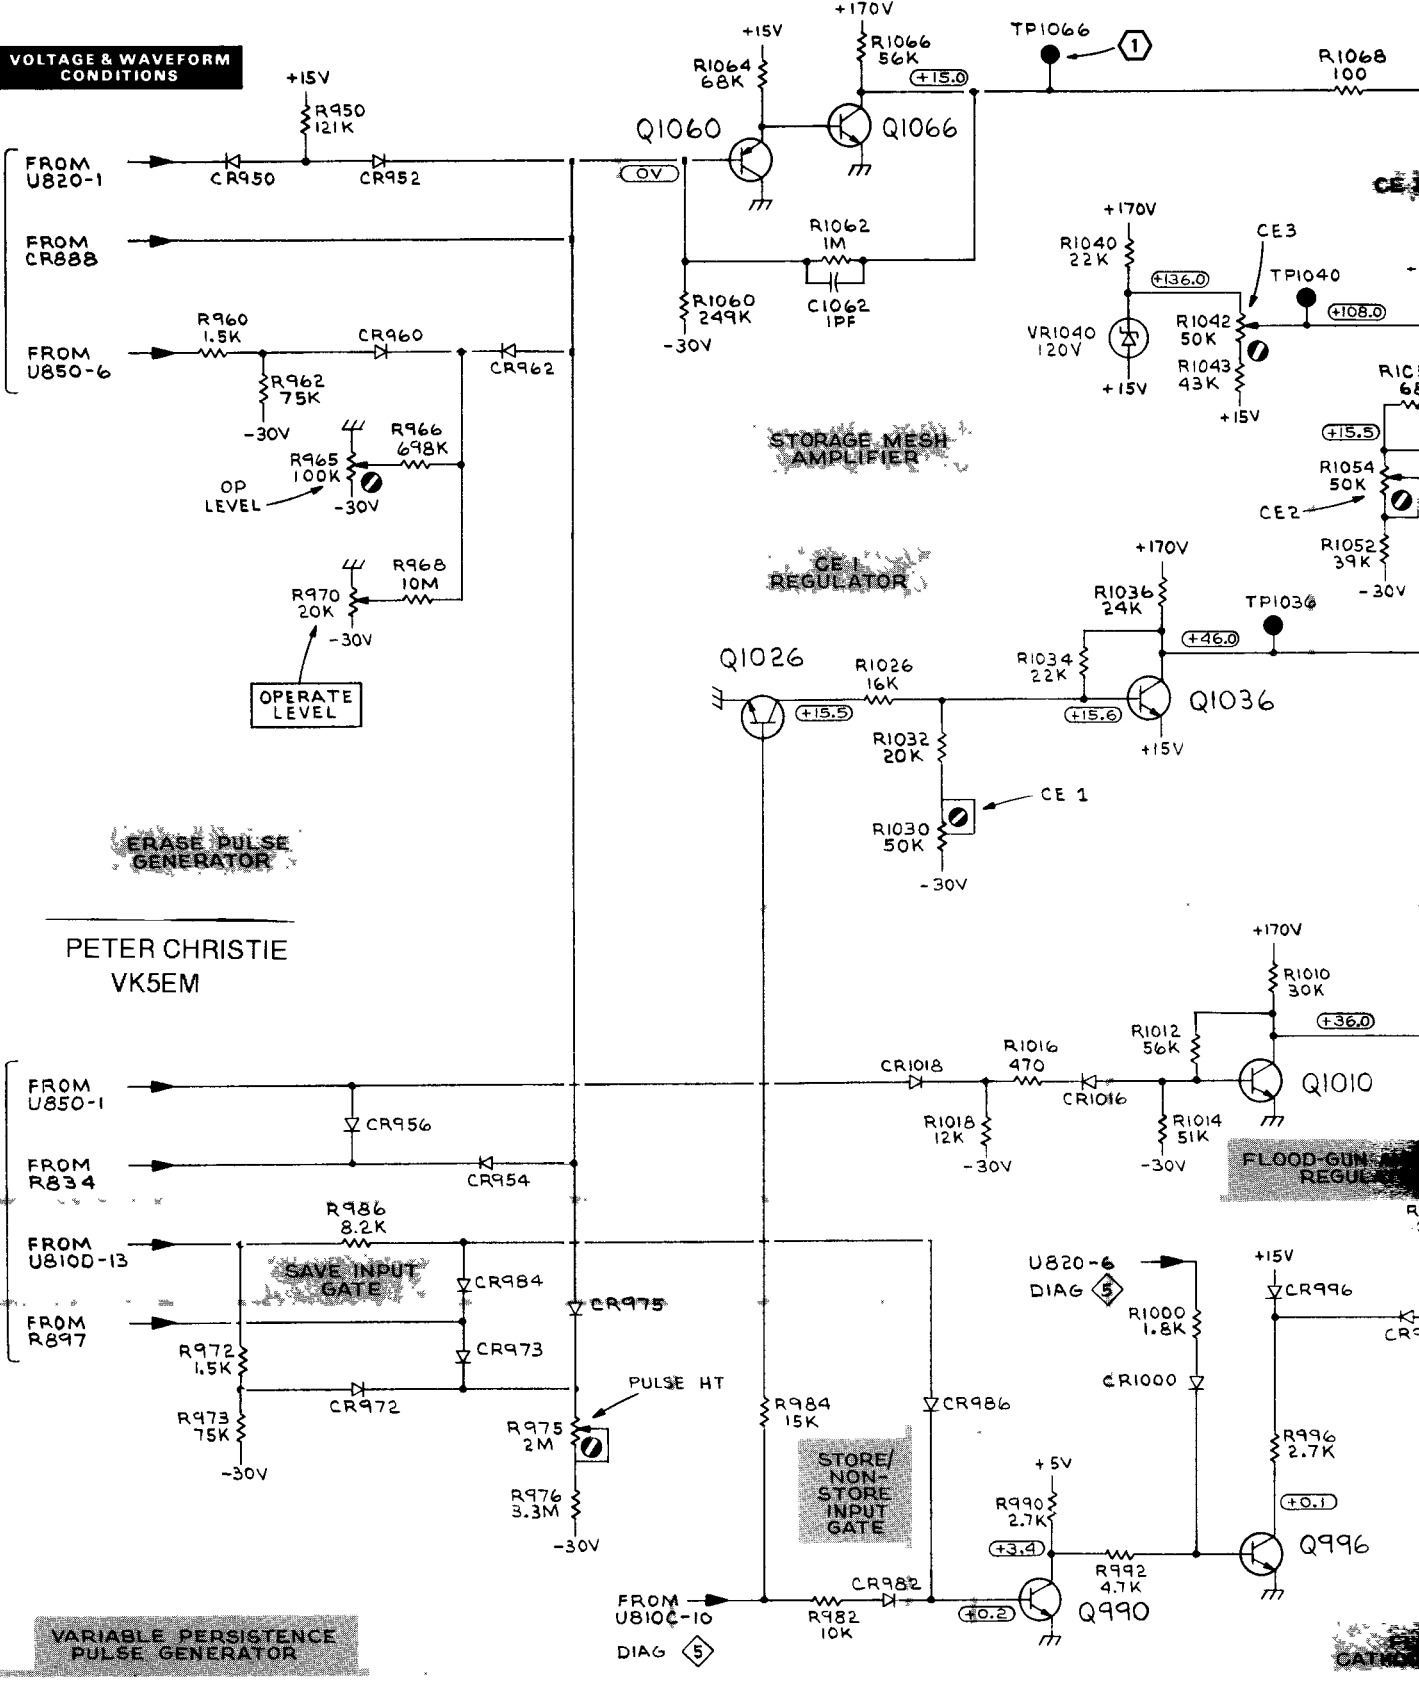 VOLTAGE & WAVEFORM
CONDITIONS
+15V
R950
121K
FROM
U820-1
CR950
CR952
FROM
CR888
R960
1.5K
CR960
FROM
U850-6
CR962
R962
75K
-30V
R966
698K
R965
100K
OP
LEVEL
-30V
R968
10M
R970
20K
-30V
OPERATE
LEVEL
+15V
+170V
R1064
68K
R1066
56K
+15.0
TP1066
1
R1068
100
Q1060
Q1066
0V
R1062
1M
C1062
1PF
R1060
249K
-30V
+170V
R1040
22K
CE3
+136.0
TP1040
+108.0
VR1040
120V
R1042
50K
R1043
43K
+15V
+15V
STORAGE MESH
AMPLIFIER
+15.5
R1054
50K
CE2
R1052
39K
-30V
CE 1
REGULATOR
+170V
R1036
24K
TP1036
+46.0
Q1026
R1026
16K
R1034
22K
+15.5
+15.6
Q1036
+15V
R1032
20K
CE 1
R1030
50K
-30V
ERASE PULSE
GENERATOR
PETER CHRISTIE
VK5EM
+170V
R1010
30K
+36.0
R1012
56K
R1016
470
CR1018
CR1016
Q1010
R1018
12K
-30V
R1014
51K
-30V
FLOOD-GUN
FROM
U850-1
CR956
FROM
R834
CR954
R986
8.2K
FROM
U810D-13
SAVE INPUT
GATE
CR984
CR975
FROM
R897
R972
1.5K
CR973
CR972
R973
75K
-30V
PULSE HT
R975
2M
R976
3.3M
-30V
R984
15K
CR986
STORE/
NON-
STORE
INPUT
GATE
U820-6
DIAG 5
R1000
1.8K
CR1000
+15V
CR996
R996
2.7K
+0.1
Q996
+5V
R990
2.7K
+3.4
R992
4.7K
FROM
U810C-10
DIAG 5
R982
10K
CR982
+0.2
Q990
VARIABLE PERSISTENCE
PULSE GENERATOR